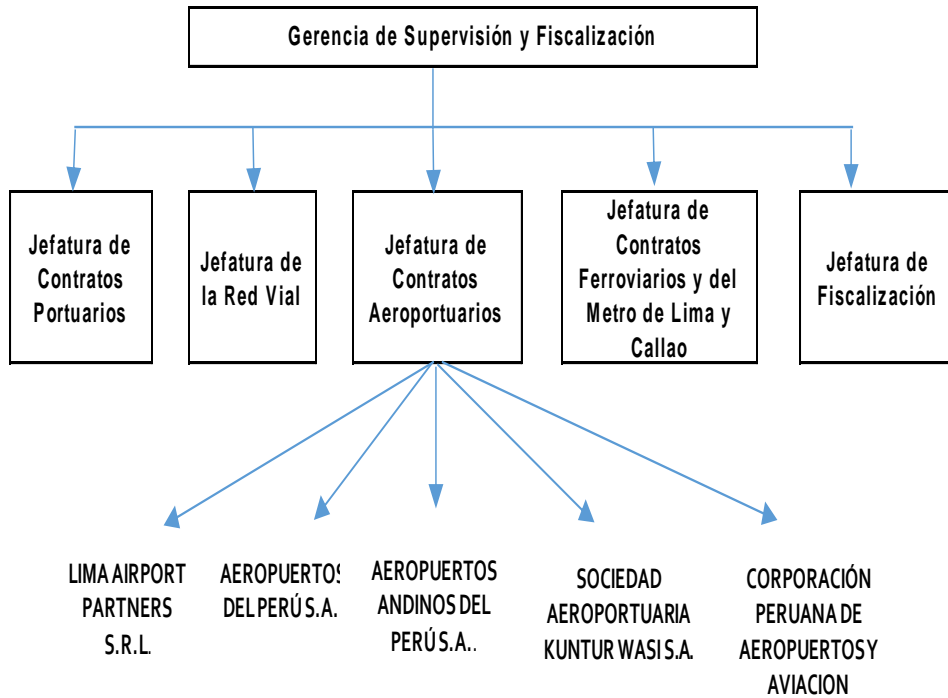 Gerencia de Supervisión y Fiscalización
Jefatura de
Contratos
Portuarios
Jefatura de
la Red Vial
Jefatura de
Contratos
Aeroportuarios
Jefatura de
Contratos
Ferroviarios y del
Metro de Lima y
Callao
Jefatura de
Fiscalización
LIMA AIRPORT
PARTNERS
S.R.L.
AEROPUERTOS
DEL PERÚ S.A.
AEROPUERTOS
ANDINOS DEL
PERÚ S.A..
SOCIEDAD
AEROPORTUARIA
KUNTUR WASI S.A.
CORPORACIÓN
PERUANA DE
AEROPUERTOS Y
AVIACION